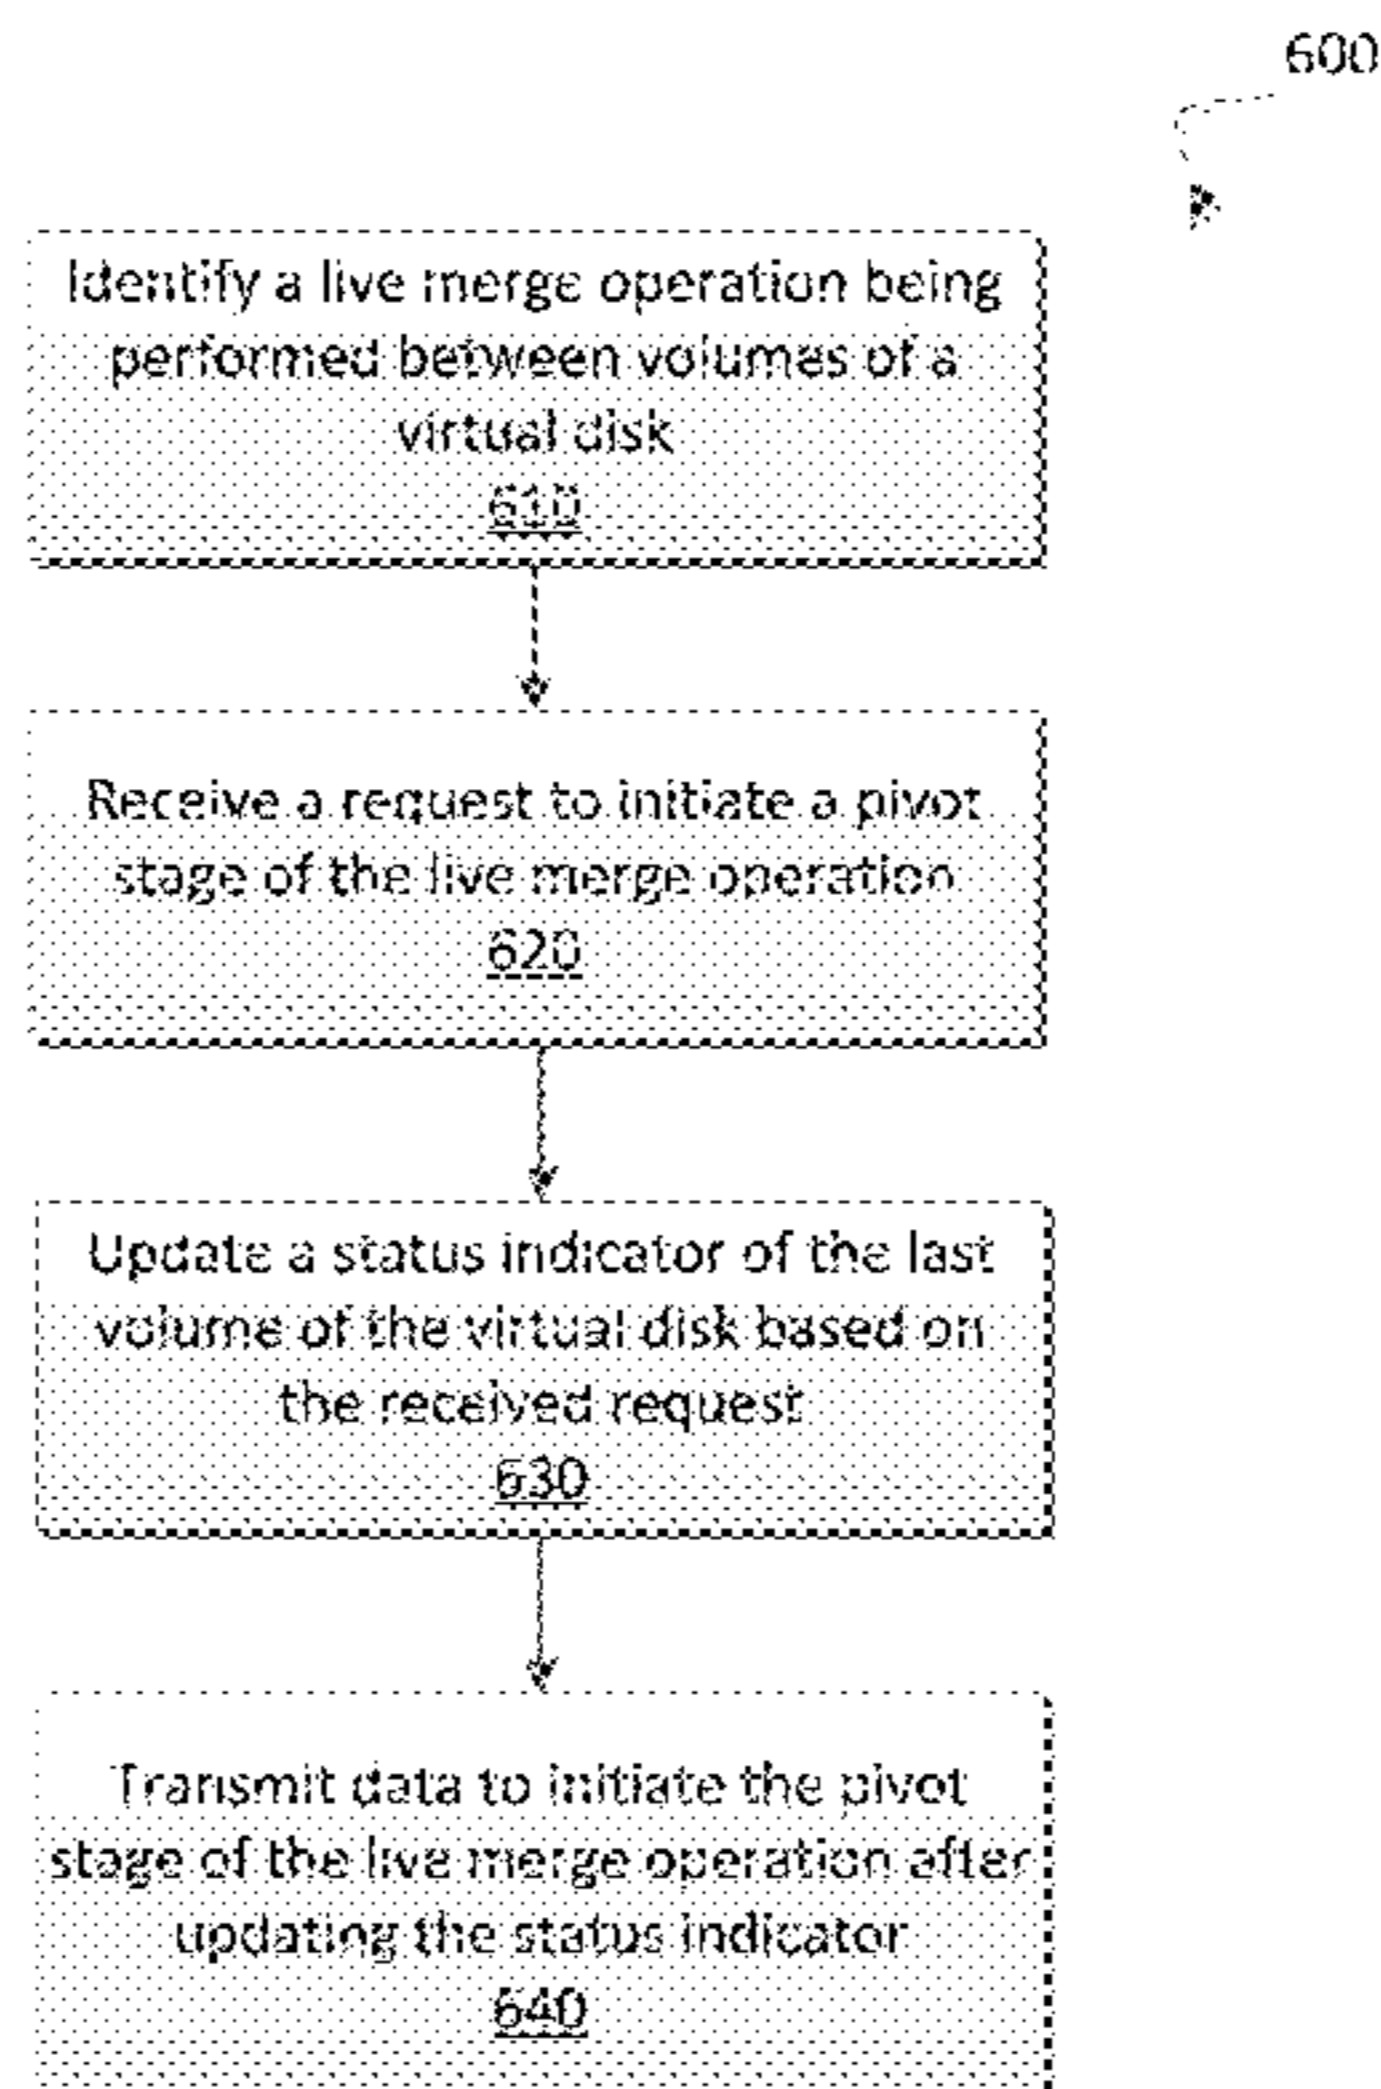 600
Identify a live merge operation being
performed between volumes of a
virtual disk
610
Receive a request to initiate a pivot
stage of the live merge operation
620
Update a status indicator of the last
volume of the virtual disk based on
the received request
630
Transmit data to initiate the pivot
stage of the live merge operation after
updating the status indicator
640